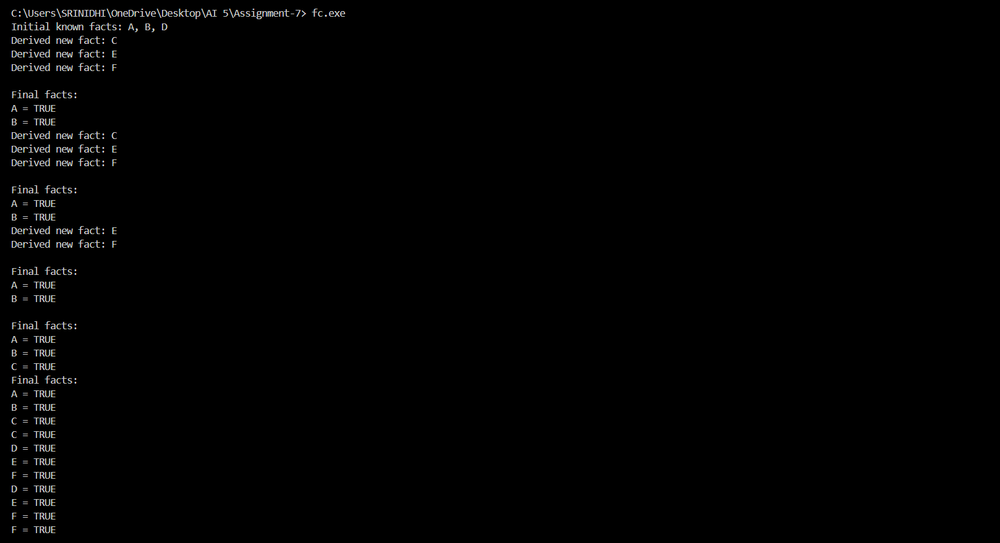 C:\Users\SRINIDHI\OneDrive\Desktop\AI 5\Assignment-7> fc.exe
Initial known facts: A, B, D
Derived new fact: C
Derived new fact: E
Derived new fact: F
Final facts:
A = TRUE
B = TRUE
Derived new fact: C
Derived new fact: E
Derived new fact: F
Final facts:
A = TRUE
B = TRUE
Derived new fact: E
Derived new fact: F
Final facts:
A = TRUE
B = TRUE
Final facts:
A = TRUE
B = TRUE
C = TRUE
Final facts:
A = TRUE
B = TRUE
C = TRUE
C = TRUE
D = TRUE
E = TRUE
F = TRUE
D = TRUE
E = TRUE
F = TRUE
F = TRUE